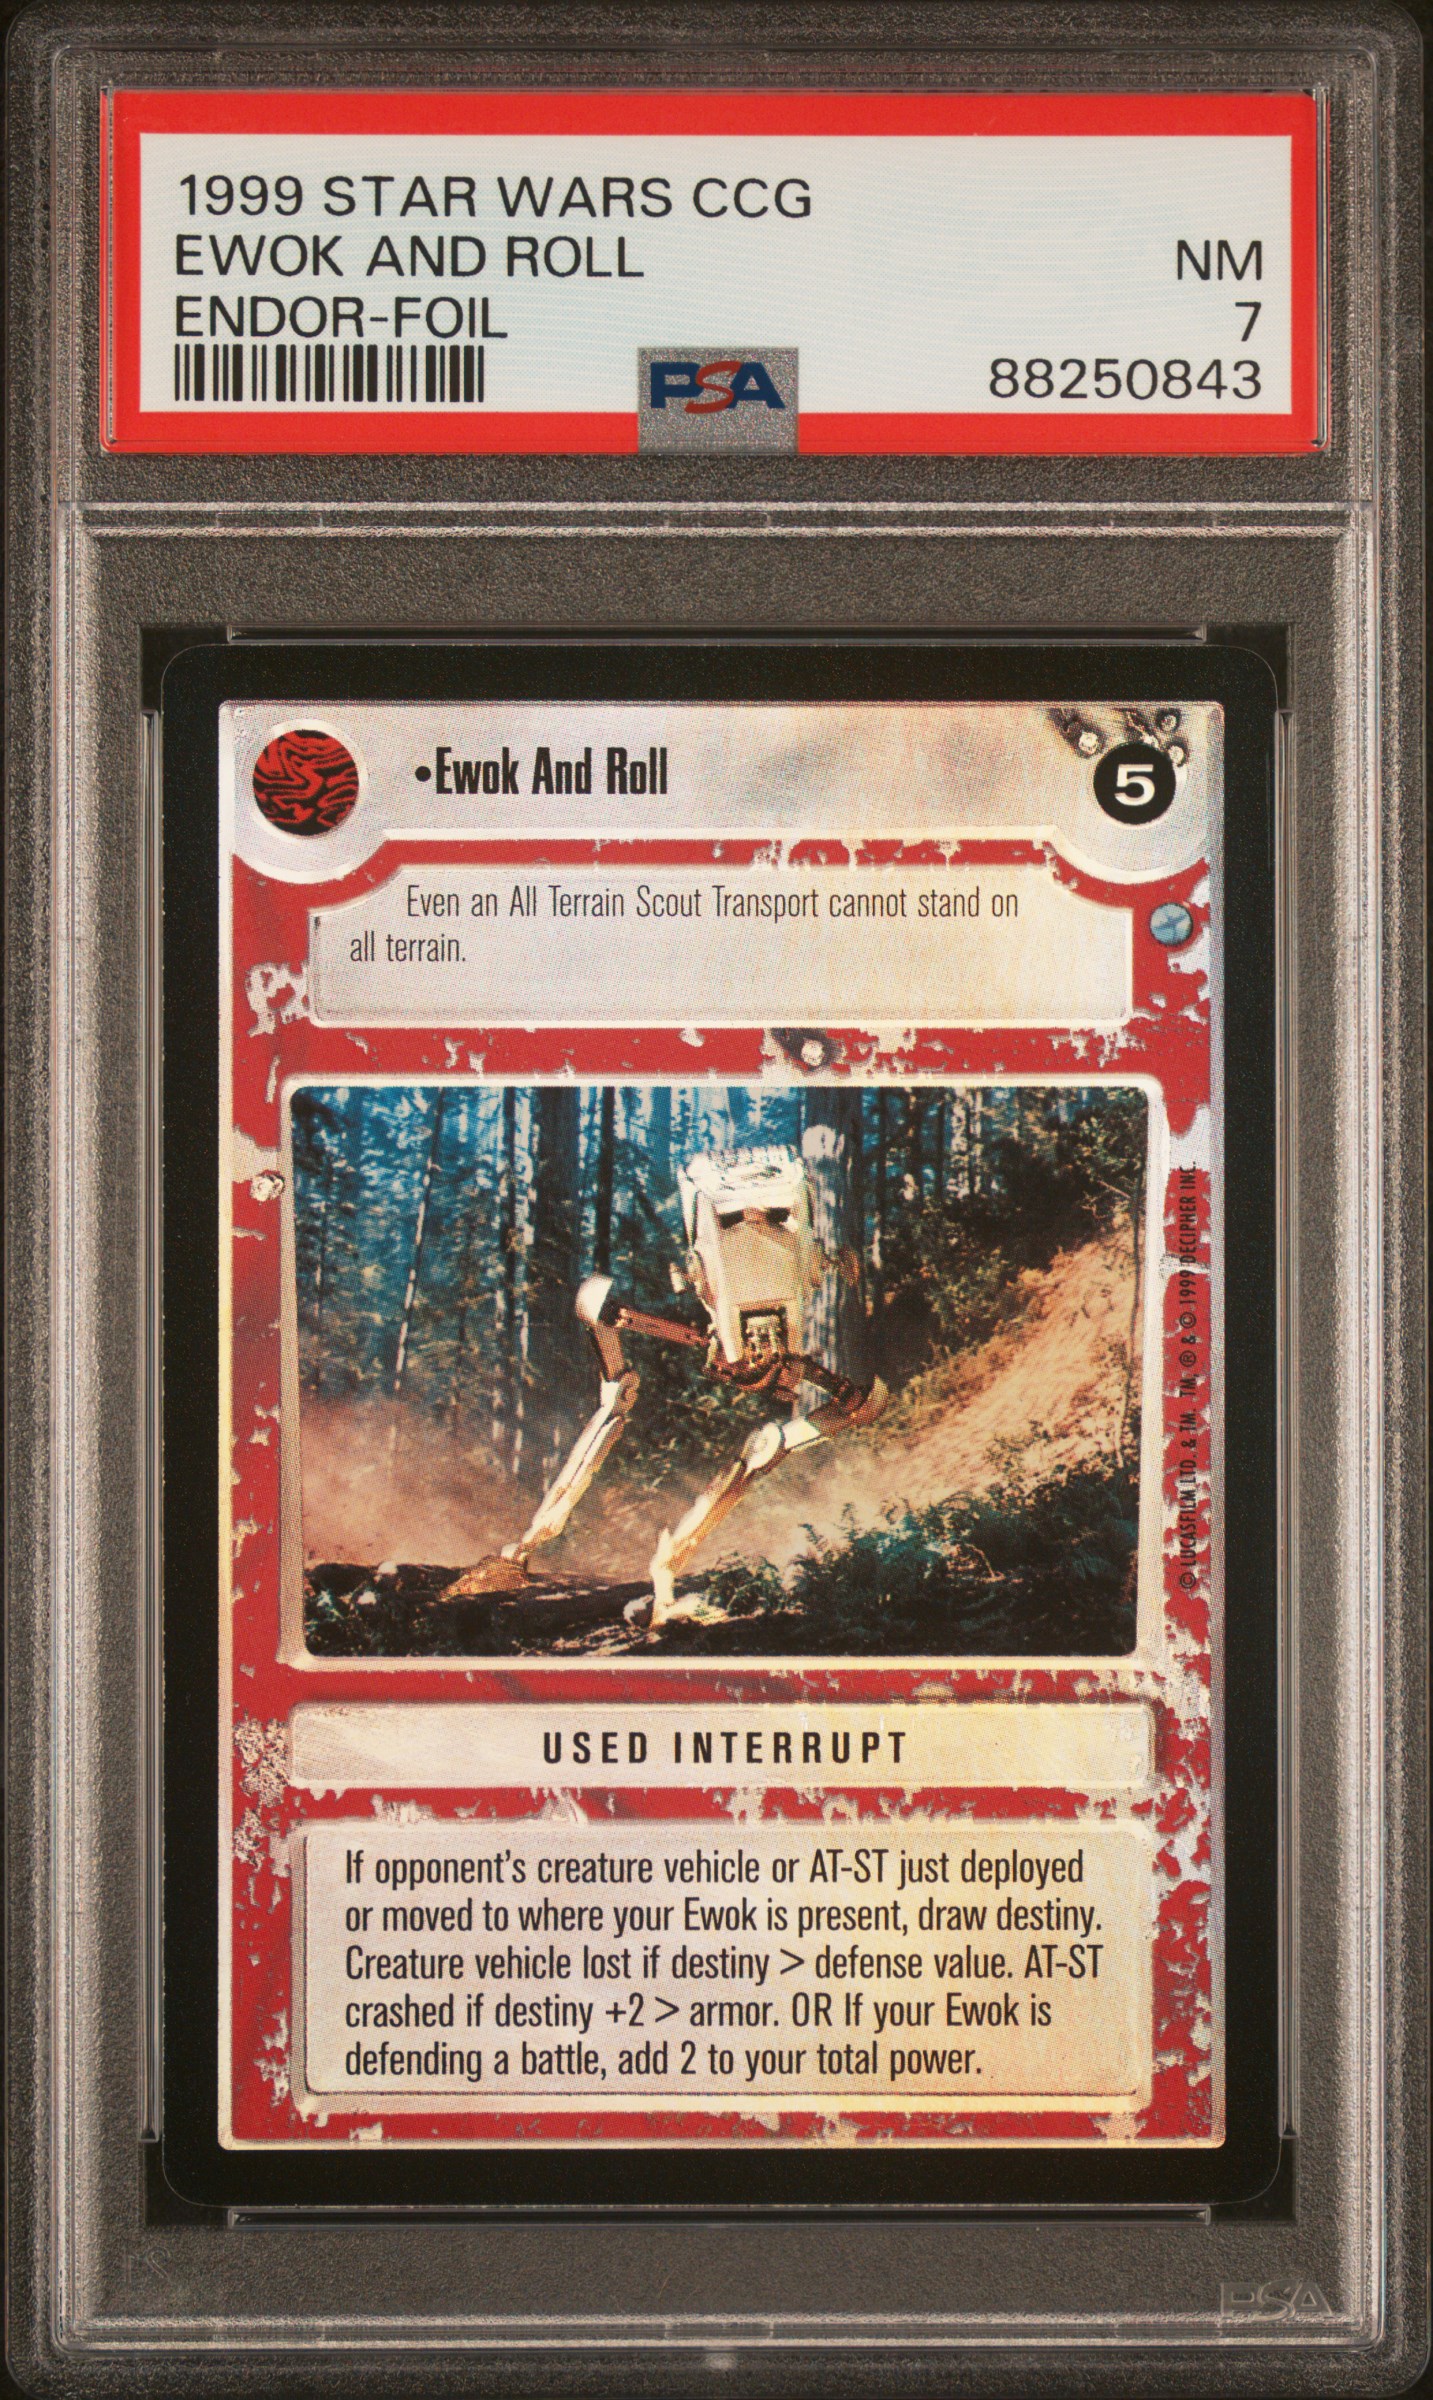 1999 STAR WARS CCG
EWOK AND ROLL
NM
ENDOR-FOIL
7
PSA
88250843
•Ewok And Roll
5
Even an All Terrain Scout Transport cannot stand on
all terrain.
© LUCASFILM LTD. & TM. TM, ® & © 1999 DECIPHER INC.
USED INTERRUPT
If opponent's creature vehicle or AT-ST just deployed
or moved to where your Ewok is present, draw destiny.
Creature vehicle lost if destiny > defense value. AT-ST
crashed if destiny +2 > armor. OR If your Ewok is
defending a battle, add 2 to your total power.
PSA